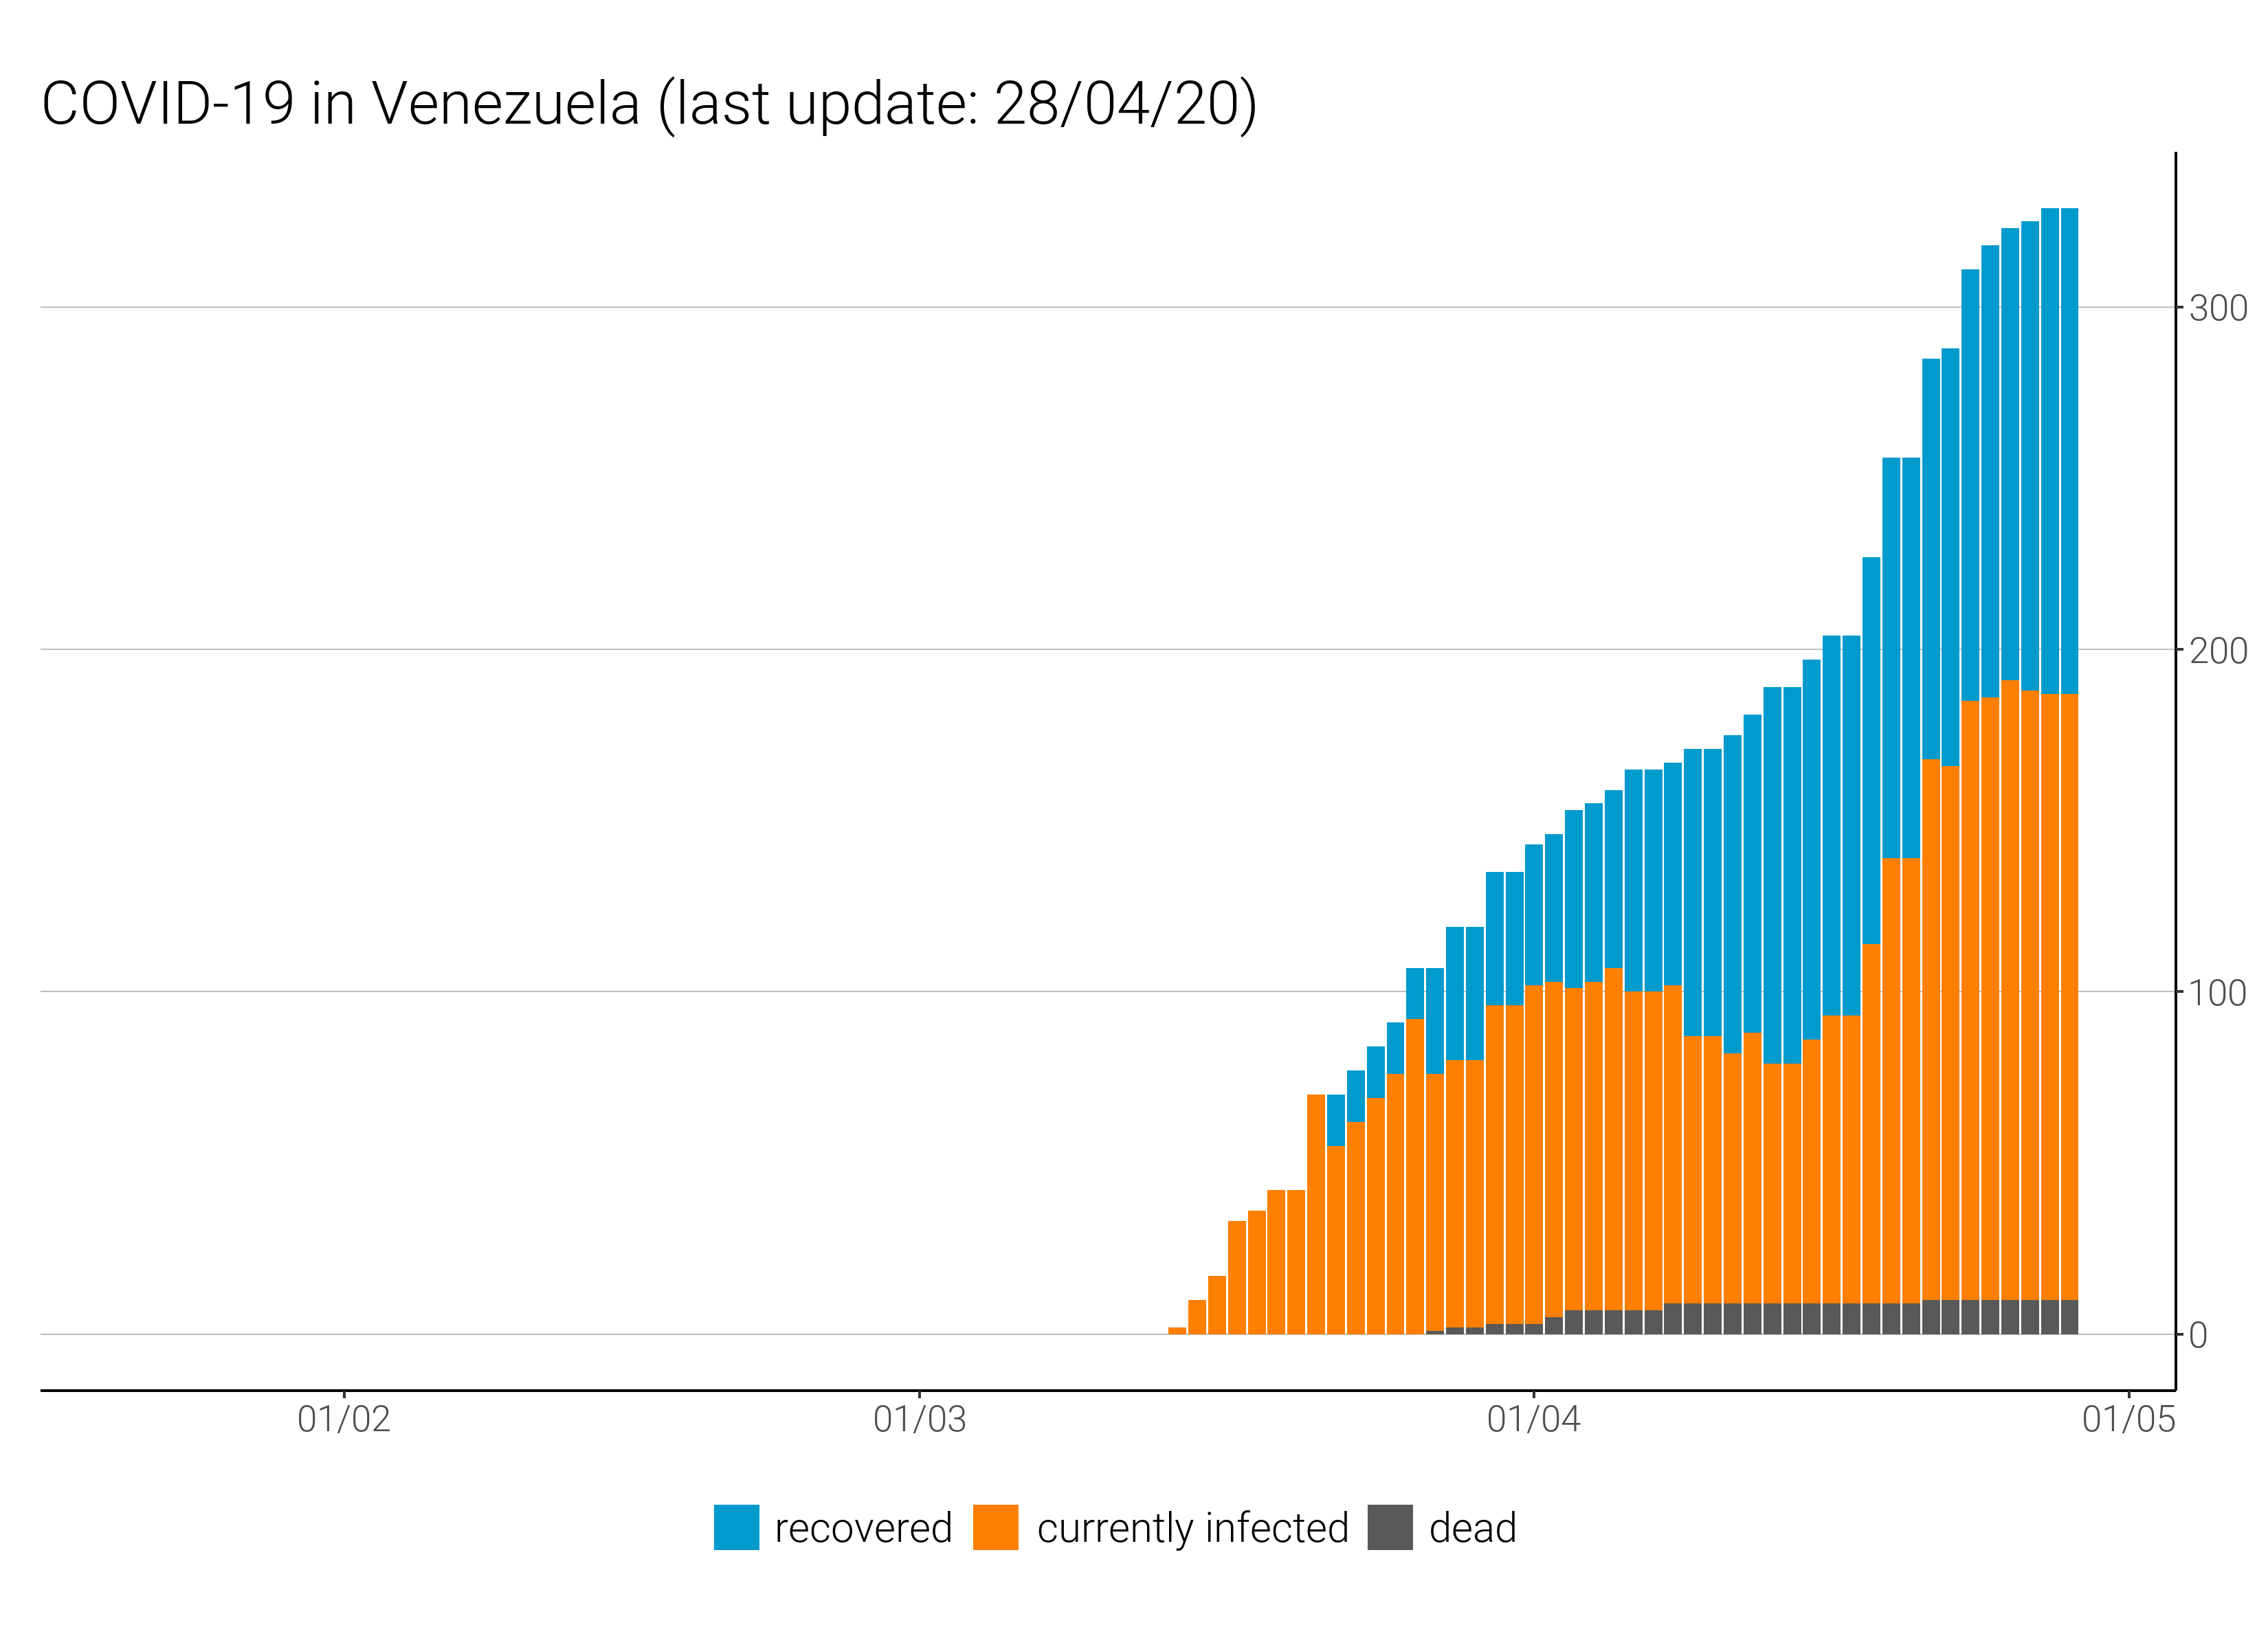 COVID-19 in Venezuela (last update: 28/04/20)
300
200
100
0
01/02 01/03 01/04 01/05
recovered currently infected dead